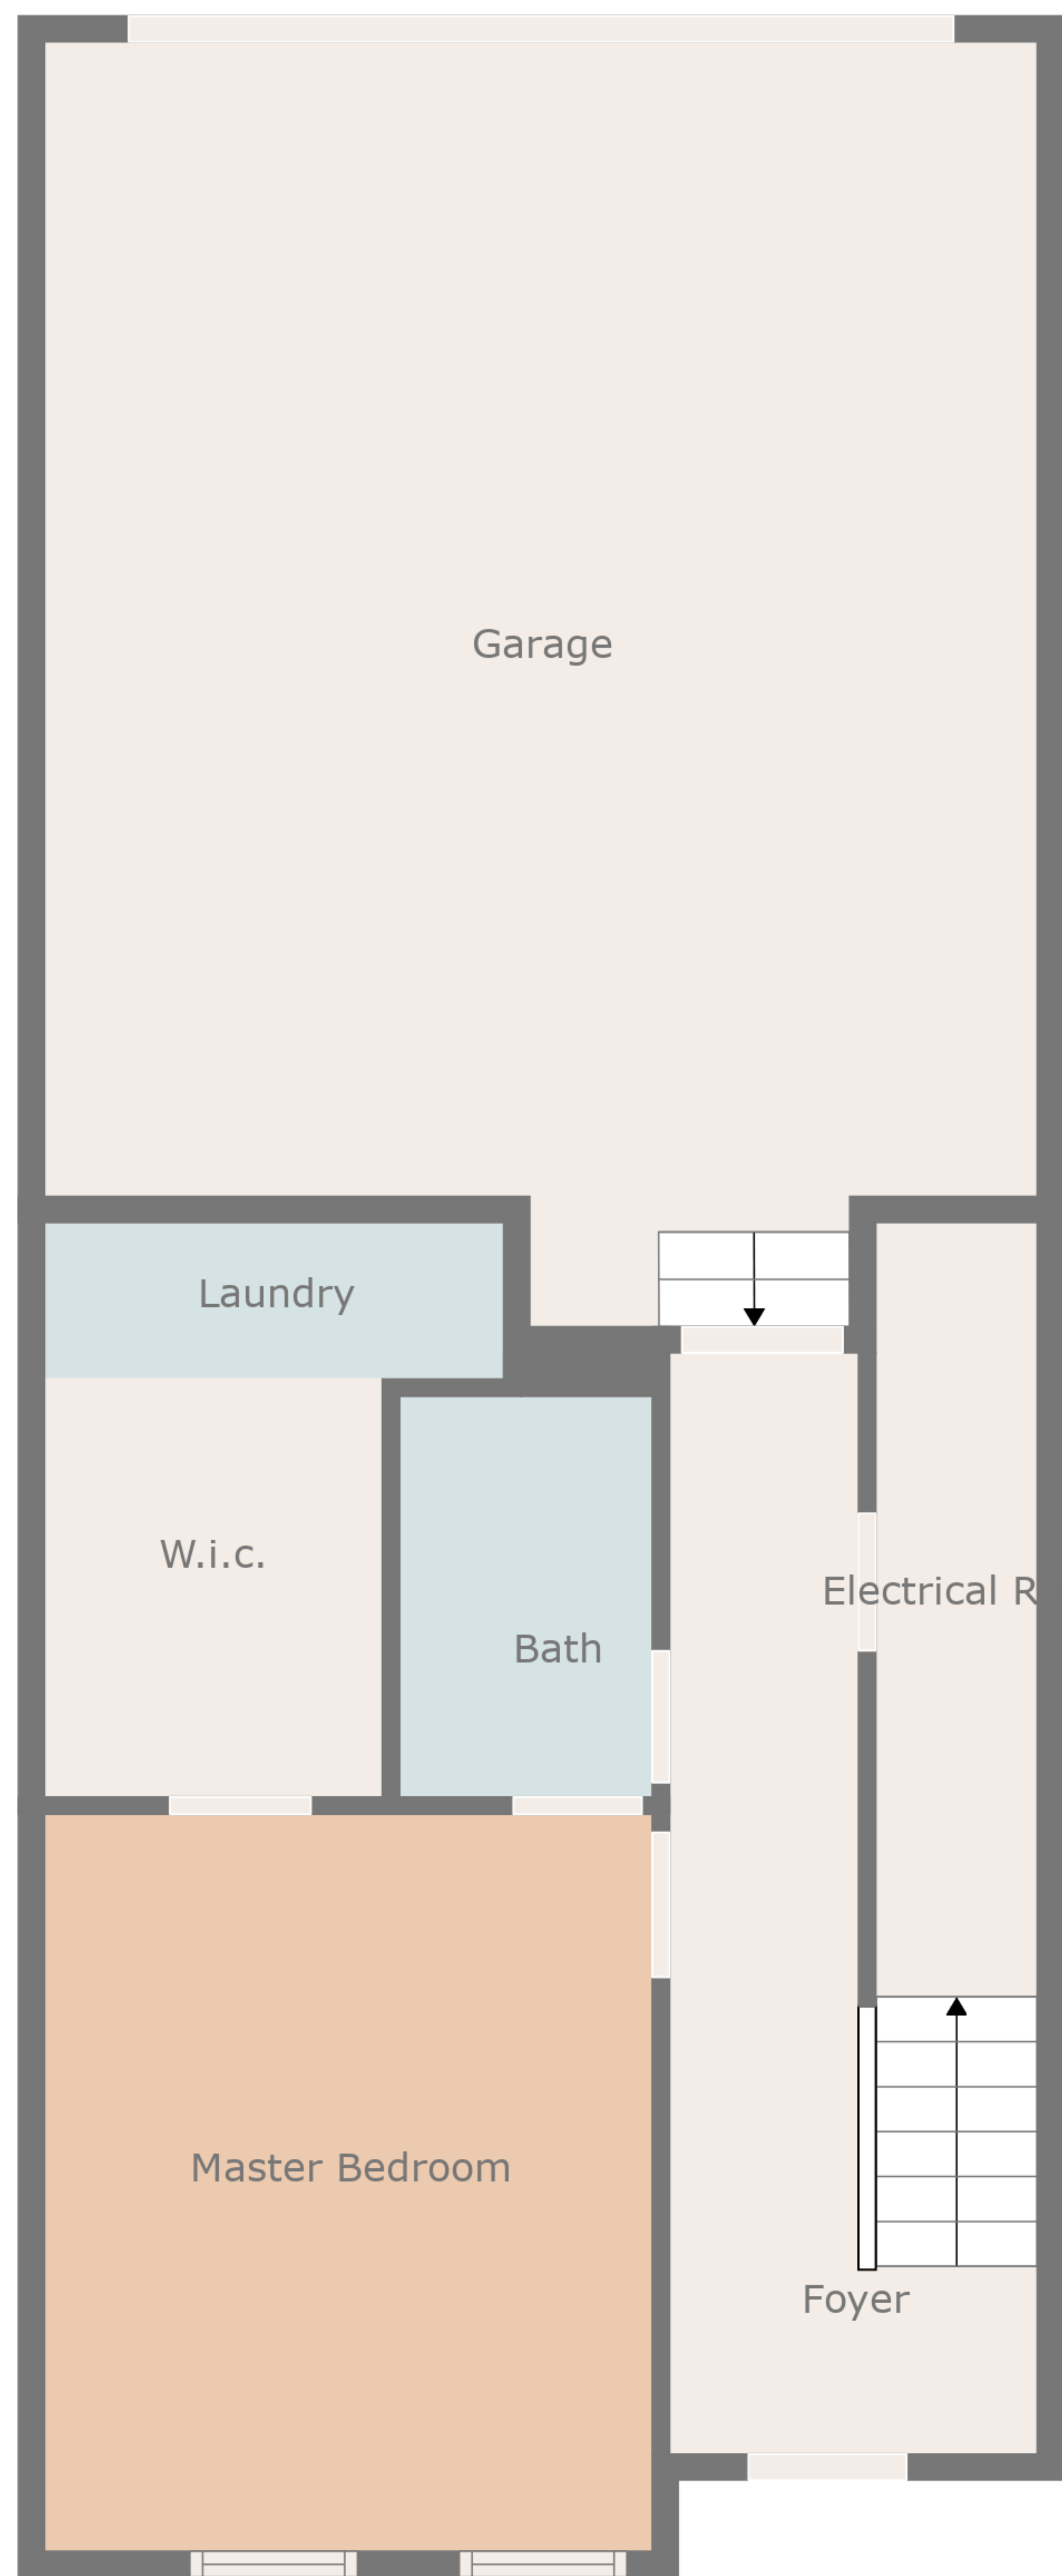 Garage
Laundry
W.i.c.
Electrical R
Bath
Master Bedroom
Foyer